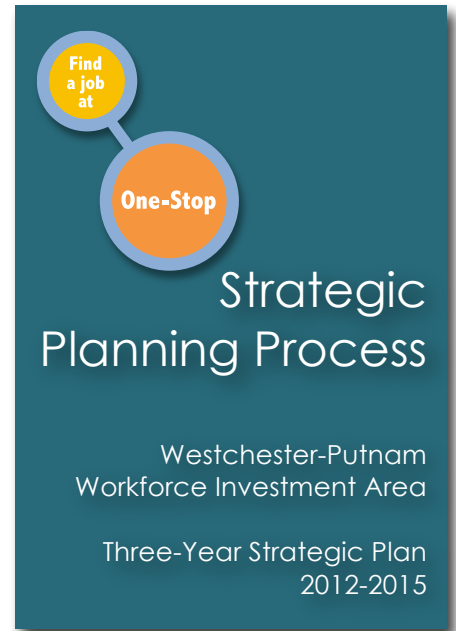 Find
a job
at
One-Stop
Strategic
Planning Process
Westchester-Putnam
Workforce Investment Area
Three-Year Strategic Plan
2012-2015